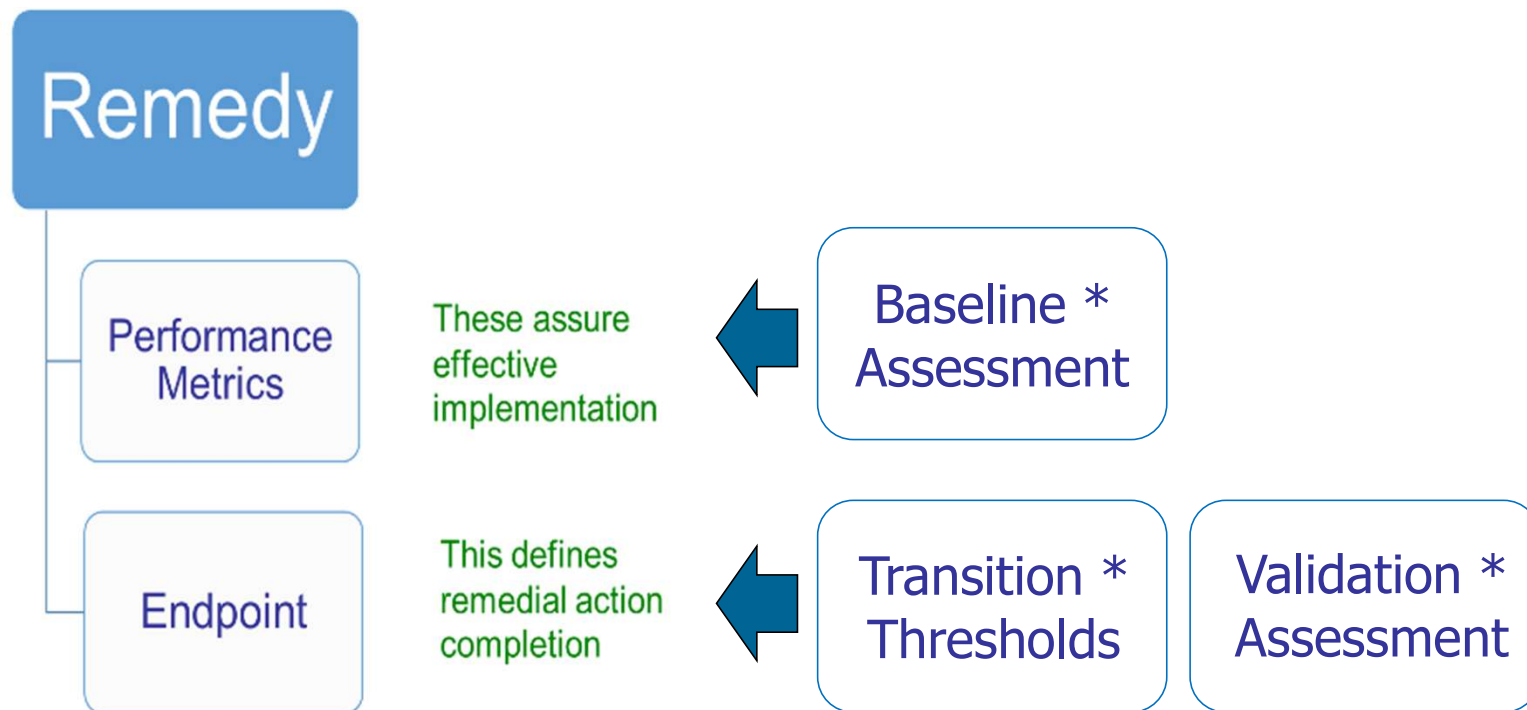 Remedy
Performance
Metrics
These assure
effective
implementation
Baseline *
Assessment
Endpoint
This defines
remedial action
completion
Transition *
Thresholds
Validation *
Assessment